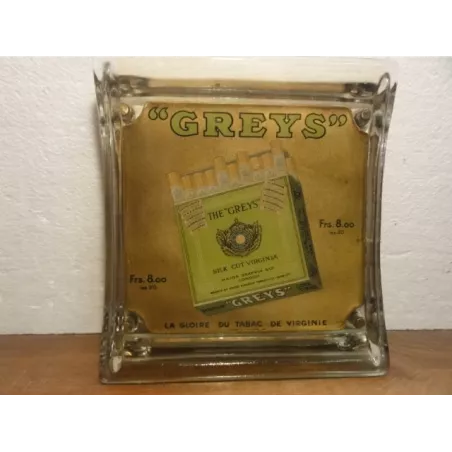 "GREYS"
THE "GREYS"
SILK CUT VIRGINIA
Frs. 8.00
Frs. 8.00
"GREYS"
LA GLOIRE DU TABAC DE VIRGINIE